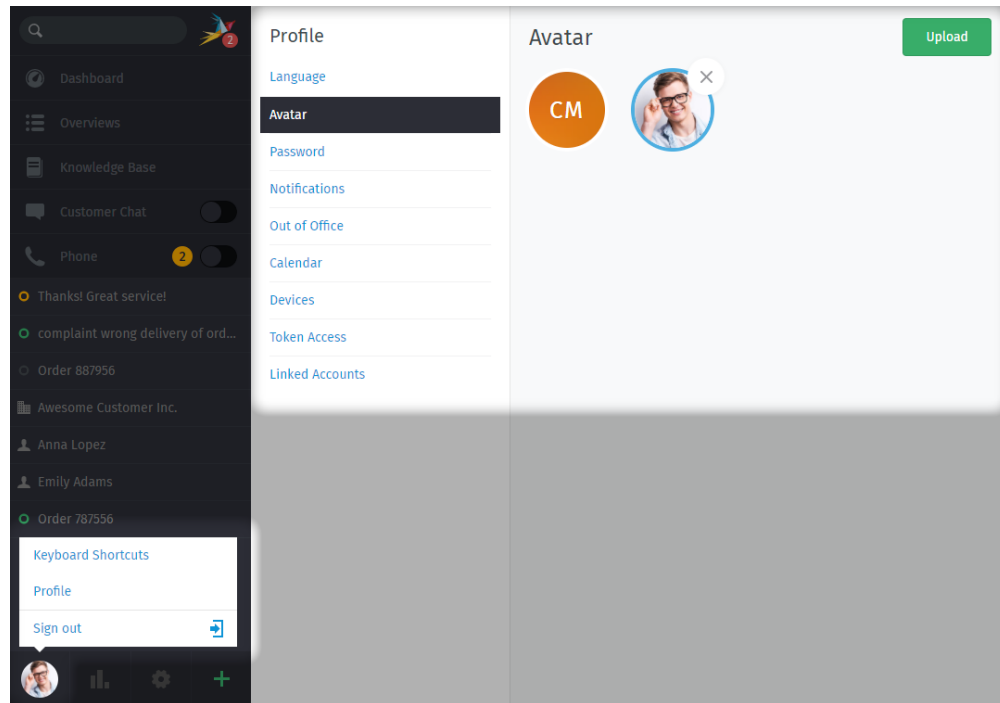 2
Dashboard
Overviews
Knowledge Base
Customer Chat
Phone 2
Thanks! Great service!
complaint wrong delivery of ord...
Order 887956
Awesome Customer Inc.
Anna Lopez
Emily Adams
Order 787556
Keyboard Shortcuts
Profile
Sign out
Profile
Language
Avatar
Password
Notifications
Out of Office
Calendar
Devices
Token Access
Linked Accounts
Avatar
Upload
CM